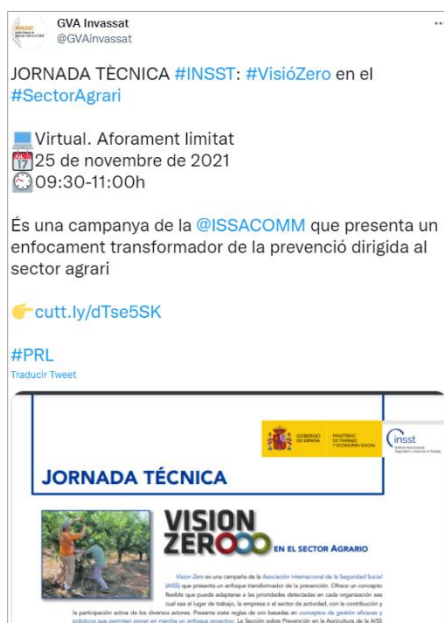 GVA Invassat
@GVAinvassat
JORNADA TÈCNICA #INSST: #VisióZero en el
#SectorAgrari
Virtual. Aforament limitat
25 de novembre de 2021
09:30-11:00h
És una campanya de la @ISSACOMM que presenta un
enfocament transformador de la prevenció dirigida al
sector agrari
cutt.ly/dTse5SK
#PRL
Traducir Tweet
GOBIERNO
DE ESPAÑA
MINISTERIO
DE TRABAJO
Y ECONOMÍA SOCIAL
insst
JORNADA TÉCNICA
VISION
ZERO
EN EL SECTOR AGRARIO
Vision Zero es una campaña de la Asociación Internacional de la Seguridad Social
(AISS) que presenta un enfoque transformador de la prevención. Ofrece un concepto
flexible que puede adaptarse a las prioridades detectadas en cada organización sea
cual sea el lugar de trabajo, la empresa o el sector de actividad, con la contribución y
la participación activa de los diversos actores. Presenta siete reglas de oro basadas en conceptos de gestión eficaces y
prácticos que permiten poner en marcha un enfoque proactivo. La Sección sobre Prevención en la Agricultura de la AISS